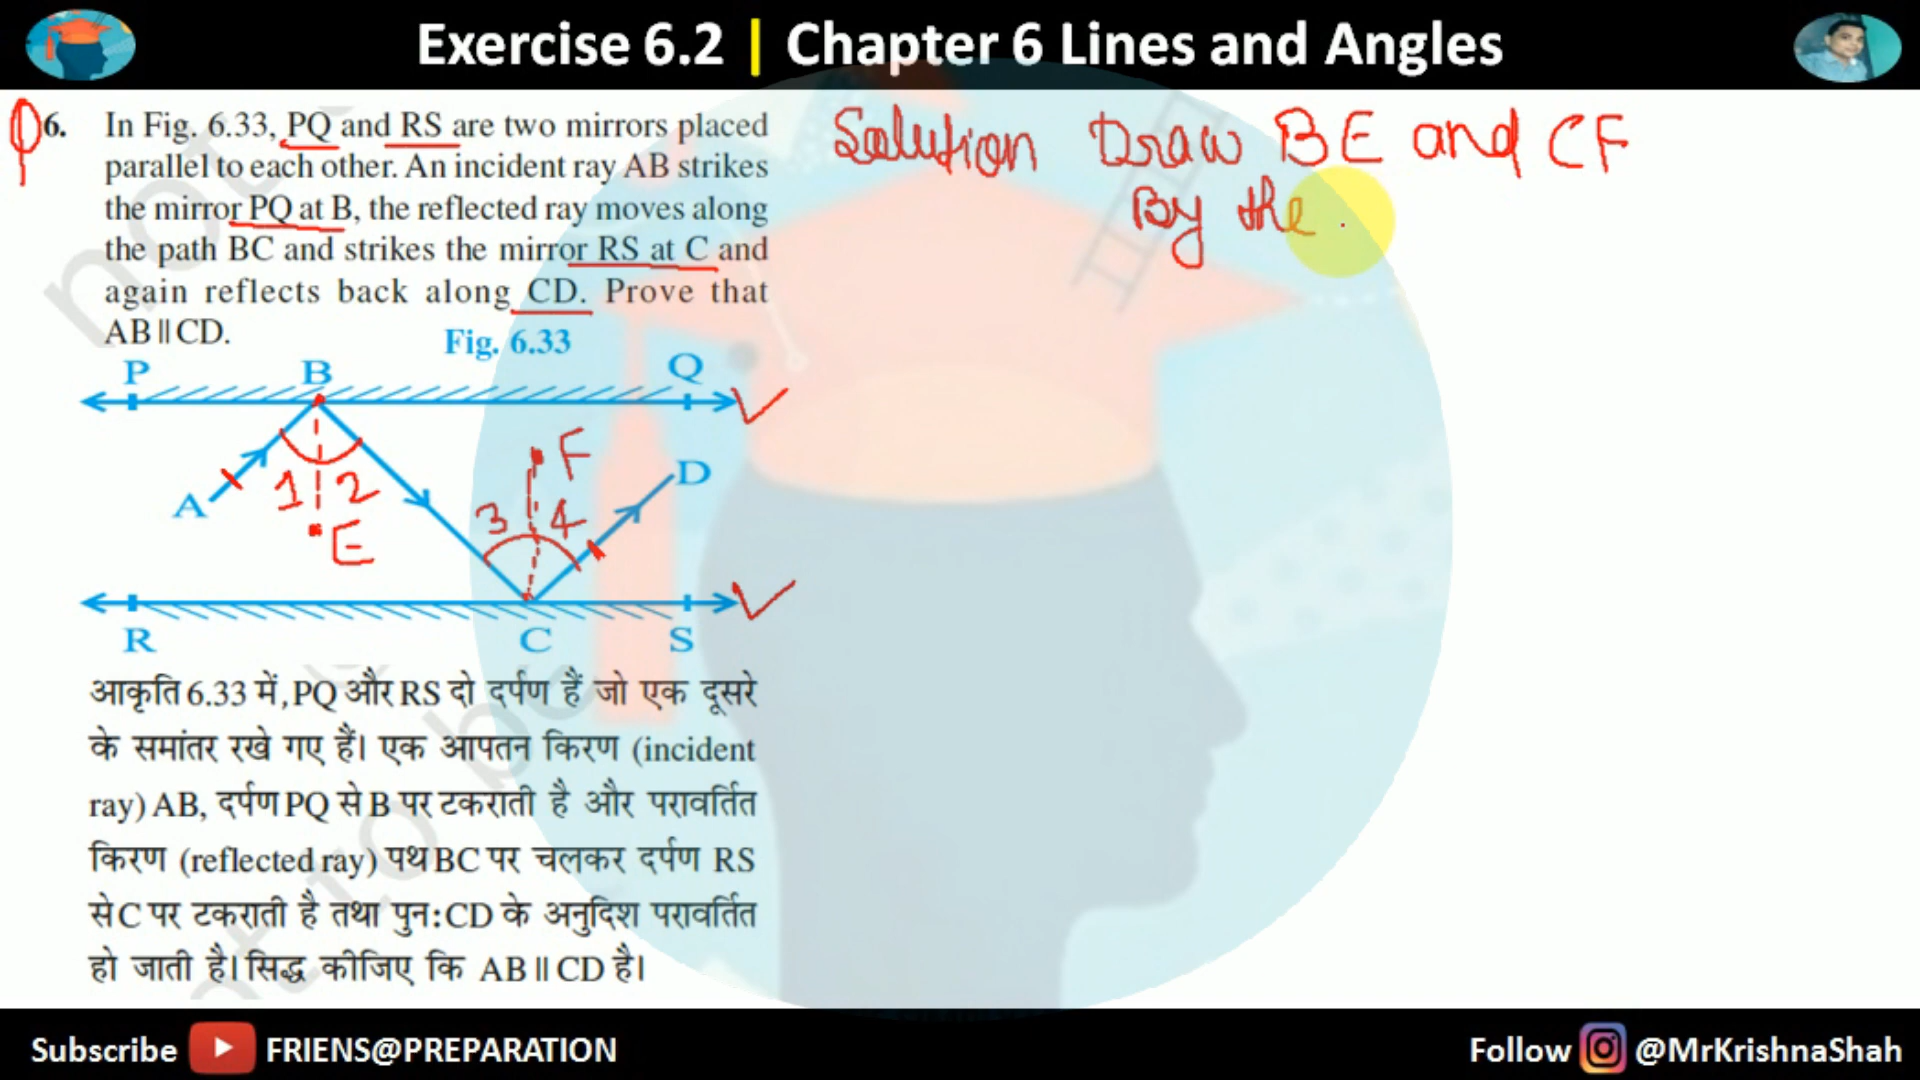 Exercise 6.2 | Chapter 6 Lines and Angles
Q6. In Fig. 6.33, PQ and RS are two mirrors placed
parallel to each other. An incident ray AB strikes
the mirror PQ at B, the reflected ray moves along
the path BC and strikes the mirror RS at C and
again reflects back along CD. Prove that
AB || CD.
Fig. 6.33
Solution Draw BE and CF
By the
P B Q
F
D
A 1 2
3 4
E
R C S
आकृति 6.33 में, PQ और RS दो दर्पण हैं जो एक दूसरे
के समांतर रखे गए हैं। एक आपतन किरण (incident
ray) AB, दर्पण PQ से B पर टकराती है और परावर्तित
किरण (reflected ray) पथ BC पर चलकर दर्पण RS
से C पर टकराती है तथा पुन: CD के अनुदिश परावर्तित
हो जाती है। सिद्ध कीजिए कि AB || CD है।
Subscribe FRIENS@PREPARATION
Follow @MrKrishnaShah